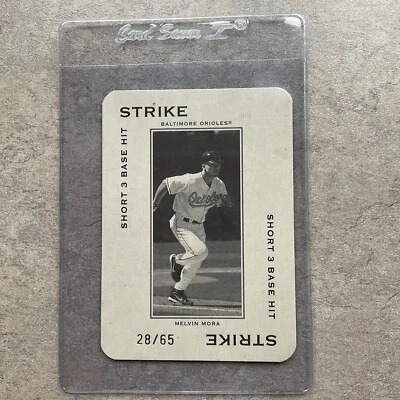 Card Saver I®
STRIKE
BALTIMORE ORIOLES®
SHORT 3 BASE HIT
Orioles
SHORT 3 BASE HIT
MELVIN MORA
28/65
STRIKE